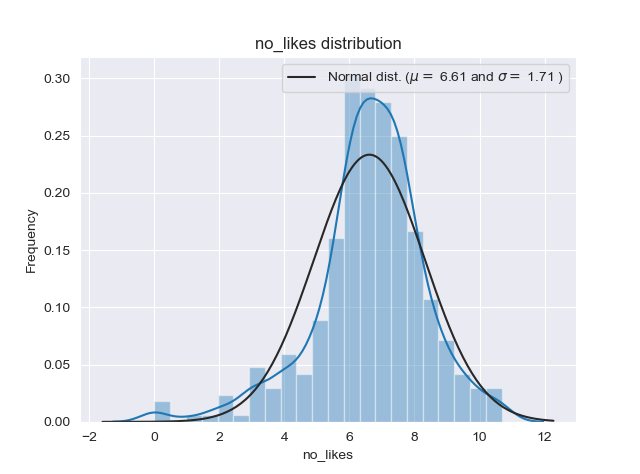 no_likes distribution
Normal dist. (μ = 6.61 and σ = 1.71 )
0.30
0.25
0.20
0.15
0.10
0.05
0.00
Frequency
−2 0 2 4 6 8 10 12
no_likes